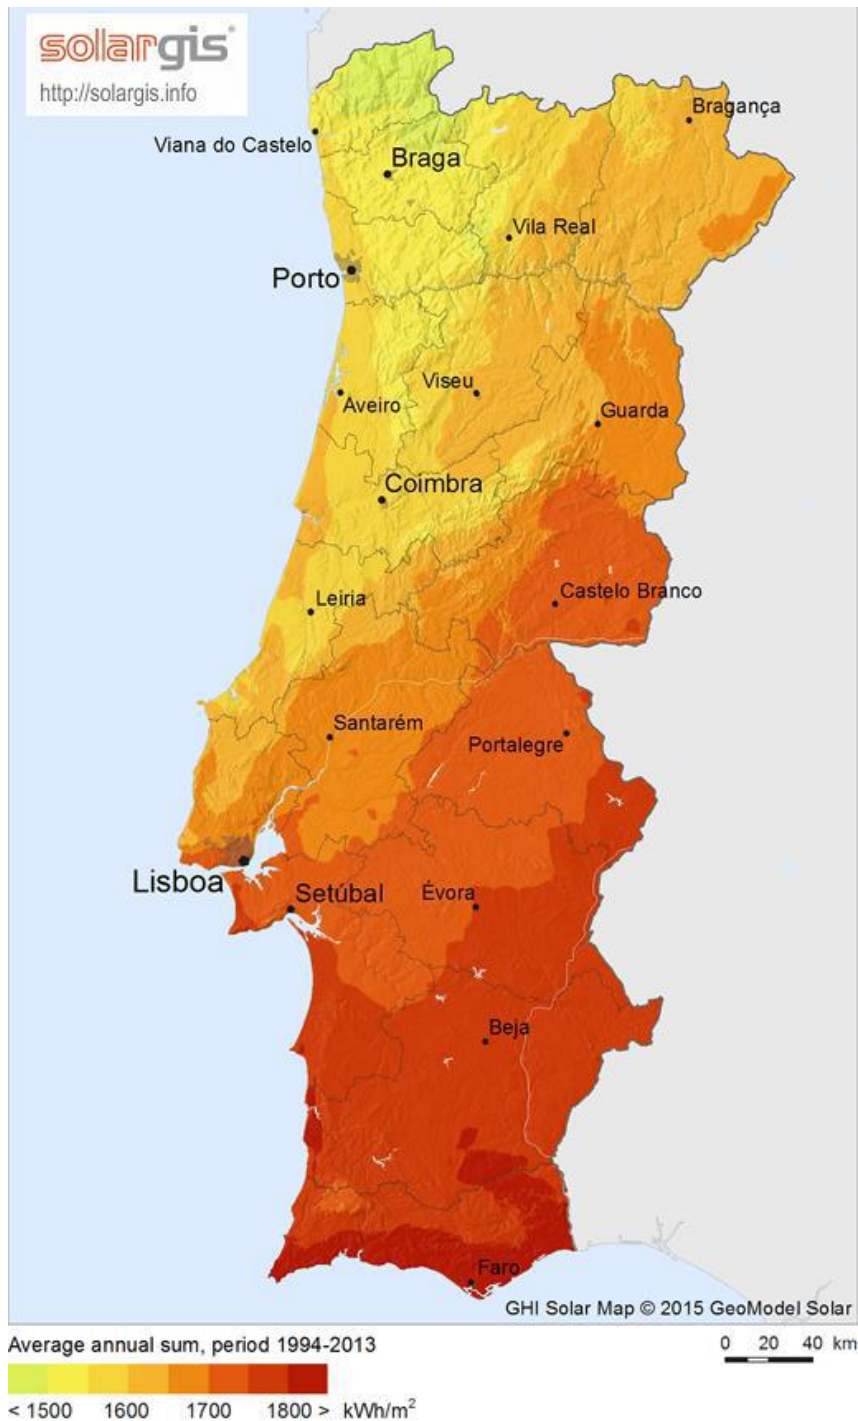 solargis
http://solargis.info
Bragança
Viana do Castelo
Braga
Vila Real
Porto
Viseu
Aveiro
Guarda
Coimbra
Castelo Branco
Leiria
Santarém
Portalegre
Lisboa
Setúbal
Évora
Beja
Faro
GHI Solar Map © 2015 GeoModel Solar
Average annual sum, period 1994-2013
0 20 40 km
< 1500 1600 1700 1800 > kWh/m²